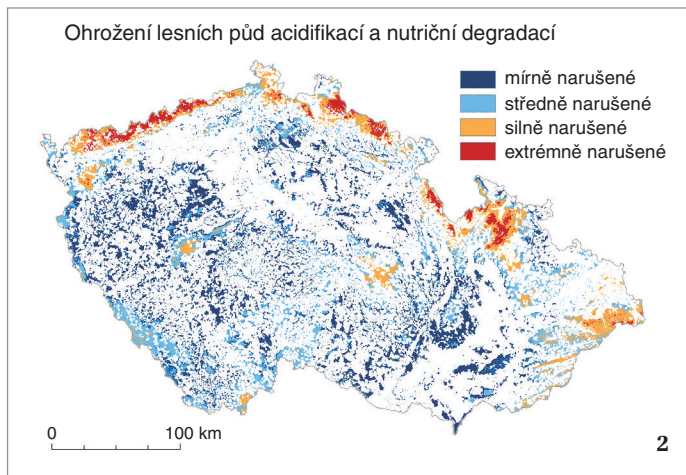 Ohrožení lesních půd acidifikací a nutriční degradací
mírně narušené
středně narušené
silně narušené
extrémně narušené
0 100 km
2